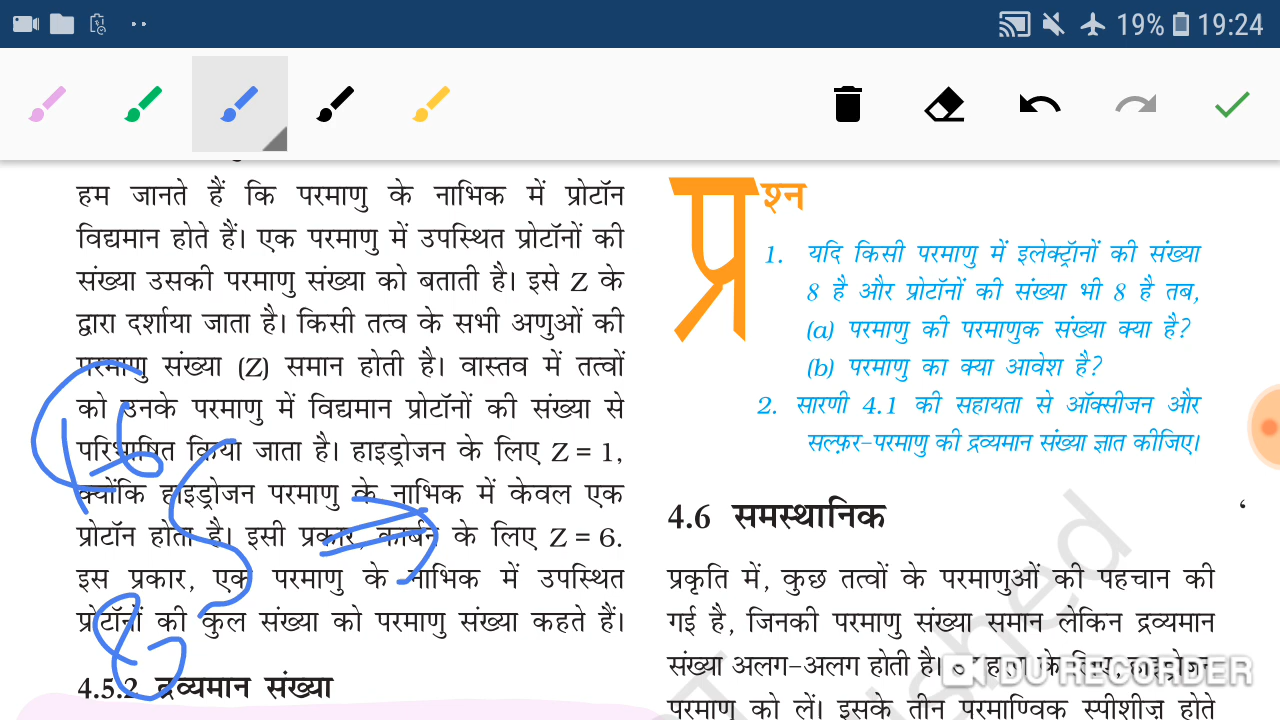 19% 19:24
हम जानते हैं कि परमाणु के नाभिक में प्रोटॉन
विद्यमान होते हैं। एक परमाणु में उपस्थित प्रोटॉनों की
संख्या उसकी परमाणु संख्या को बताती है। इसे Z के
द्वारा दर्शाया जाता है। किसी तत्व के सभी अणुओं की
परमाणु संख्या (Z) समान होती है। वास्तव में तत्वों
को उनके परमाणु में विद्यमान प्रोटॉनों की संख्या से
परिभाषित किया जाता है। हाइड्रोजन के लिए Z = 1,
क्योंकि हाइड्रोजन परमाणु के नाभिक में केवल एक
प्रोटॉन होता है। इसी प्रकार, कार्बन के लिए Z = 6.
इस प्रकार, एक परमाणु के नाभिक में उपस्थित
प्रोटॉनों की कुल संख्या को परमाणु संख्या कहते हैं।
4.5.2 द्रव्यमान संख्या
16
8
प्रश्न
1. यदि किसी परमाणु में इलेक्ट्रॉनों की संख्या
8 है और प्रोटॉनों की संख्या भी 8 है तब,
(a) परमाणु की परमाणुक संख्या क्या है?
(b) परमाणु का क्या आवेश है?
2. सारणी 4.1 की सहायता से ऑक्सीजन और
सल्फ़र-परमाणु की द्रव्यमान संख्या ज्ञात कीजिए।
4.6 समस्थानिक
प्रकृति में, कुछ तत्वों के परमाणुओं की पहचान की
गई है, जिनकी परमाणु संख्या समान लेकिन द्रव्यमान
संख्या अलग-अलग होती है। के लिए, हाइड्रोजन
परमाणु को लें। इसके तीन परमाण्विक स्पीशीज़ होते
DU RECORDER